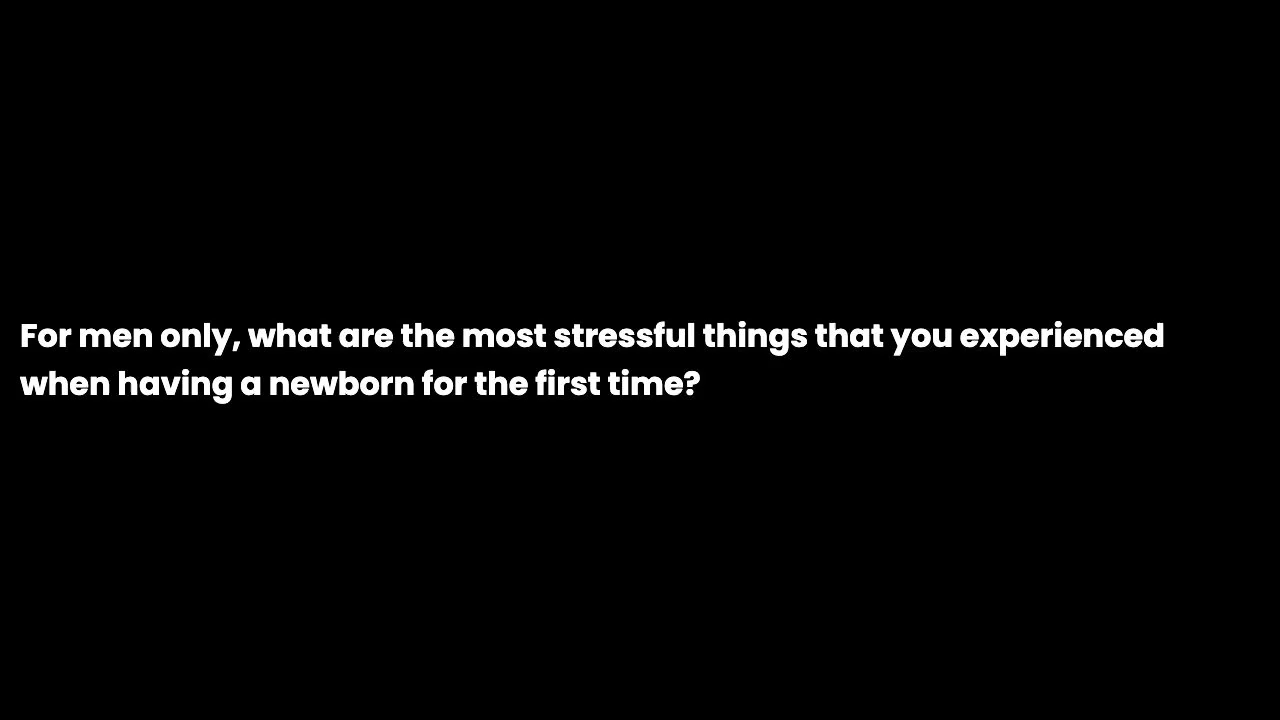 For men only, what are the most stressful things that you experienced
when having a newborn for the first time?